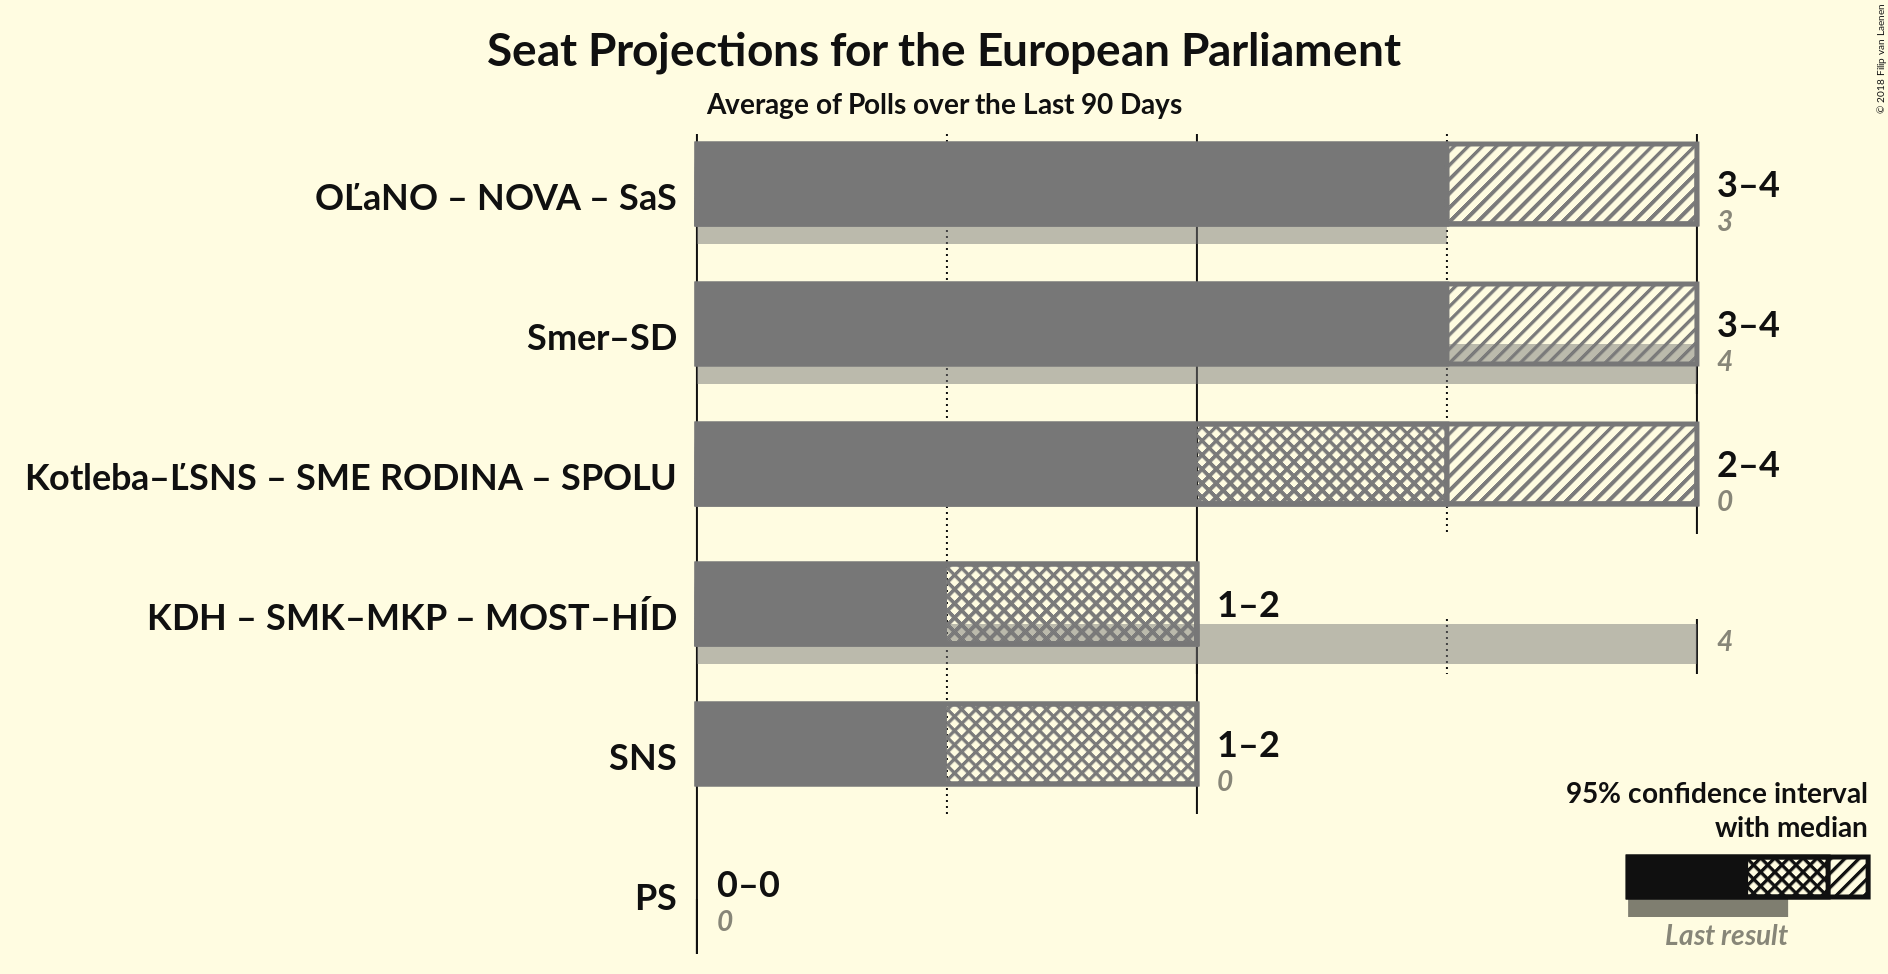 Seat Projections for the European Parliament
Average of Polls over the Last 90 Days
© 2018 Filip van Laenen
OĽaNO – NOVA – SaS
3–4
3
Smer–SD
3–4
4
Kotleba–ĽSNS – SME RODINA – SPOLU
2–4
0
KDH – SMK–MKP – MOST–HÍD
1–2
4
SNS
1–2
0
PS
0–0
0
95% confidence interval
with median
Last result